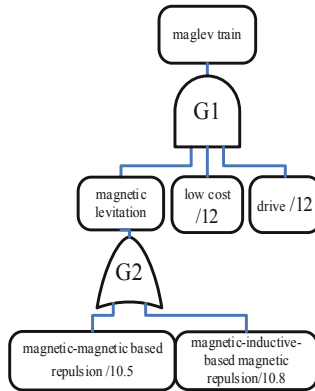 maglev train
G1
magnetic
levitation
low cost
/12
drive /12
G2
magnetic-magnetic based
repulsion /10.5
magnetic-inductive-
based magnetic
repulsion/10.8